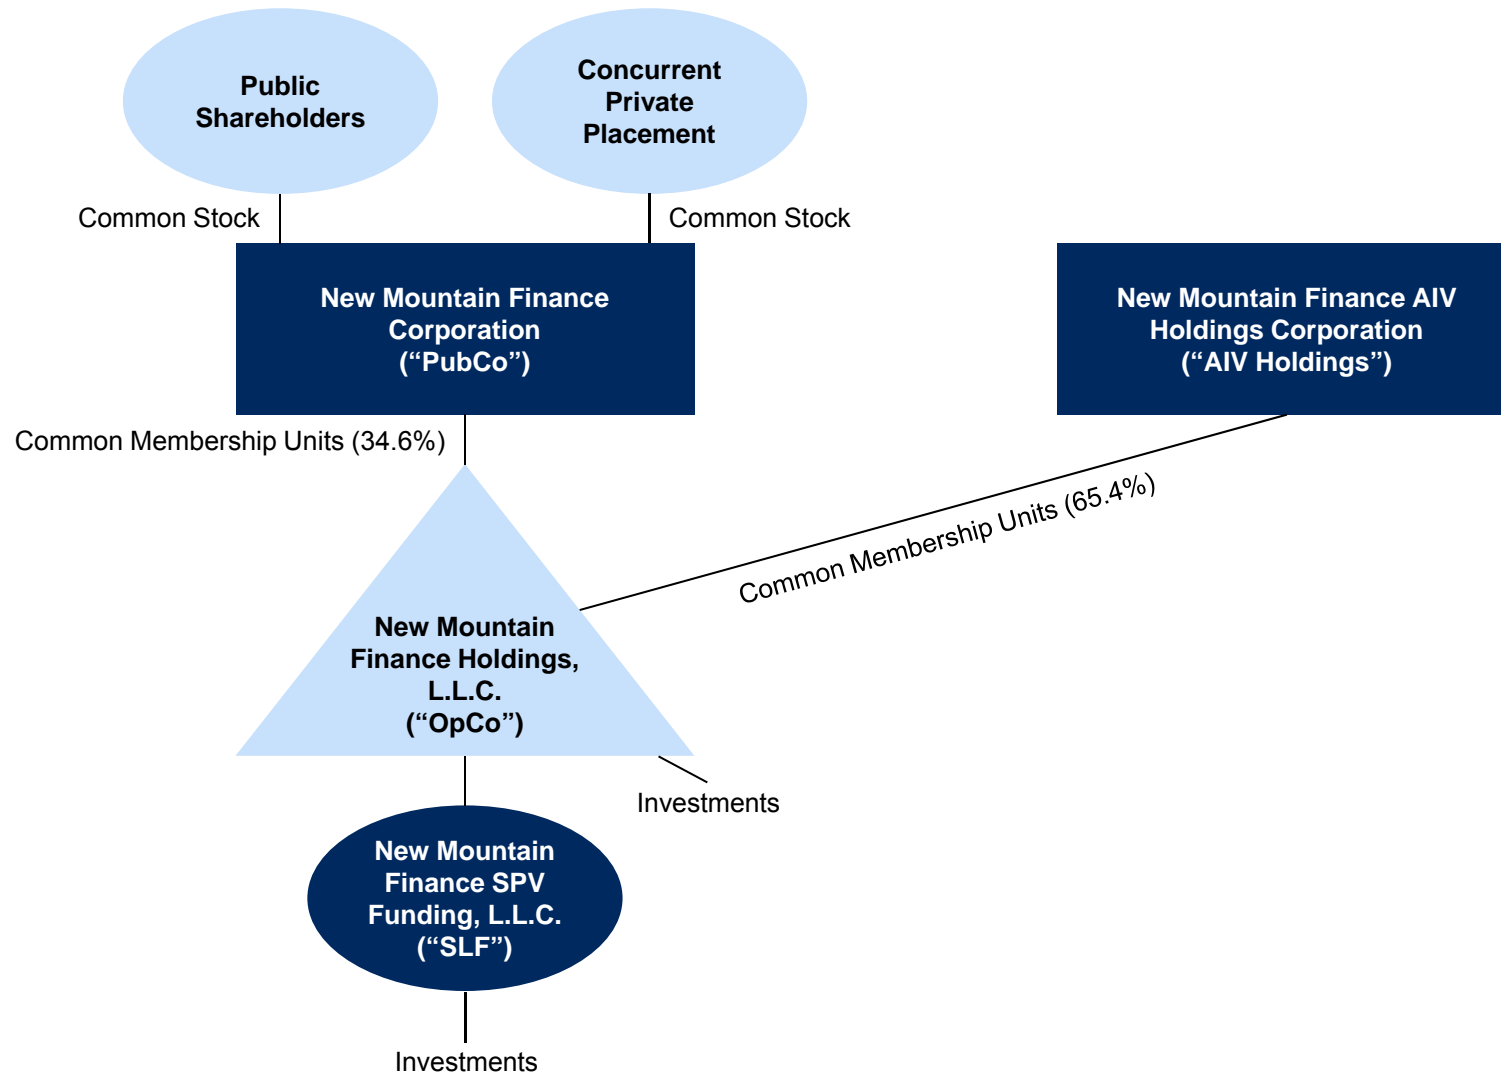 Public
Shareholders
Concurrent
Private
Placement
Common Stock
Common Stock
New Mountain Finance
Corporation
(“PubCo”)
New Mountain Finance AIV
Holdings Corporation
(“AIV Holdings”)
Common Membership Units (34.6%)
Common Membership Units (65.4%)
New Mountain
Finance Holdings,
L.L.C.
(“OpCo”)
Investments
New Mountain
Finance SPV
Funding, L.L.C.
(“SLF”)
Investments